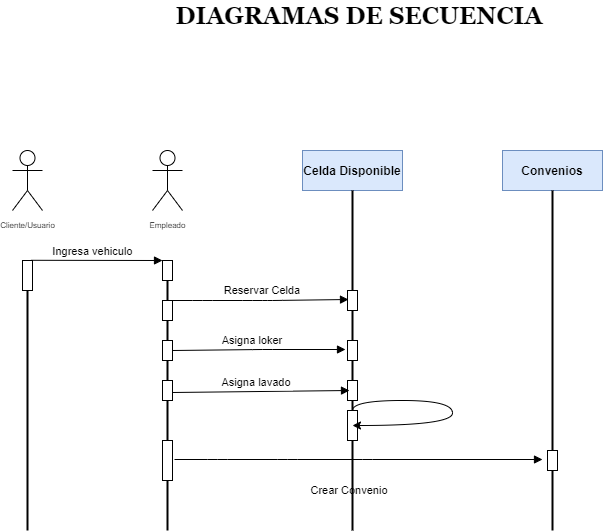 DIAGRAMAS DE SECUENCIA
Celda Disponible
Convenios
Cliente/Usuario
Empleado
Ingresa vehiculo
Reservar Celda
Asigna loker
Asigna lavado
Crear Convenio